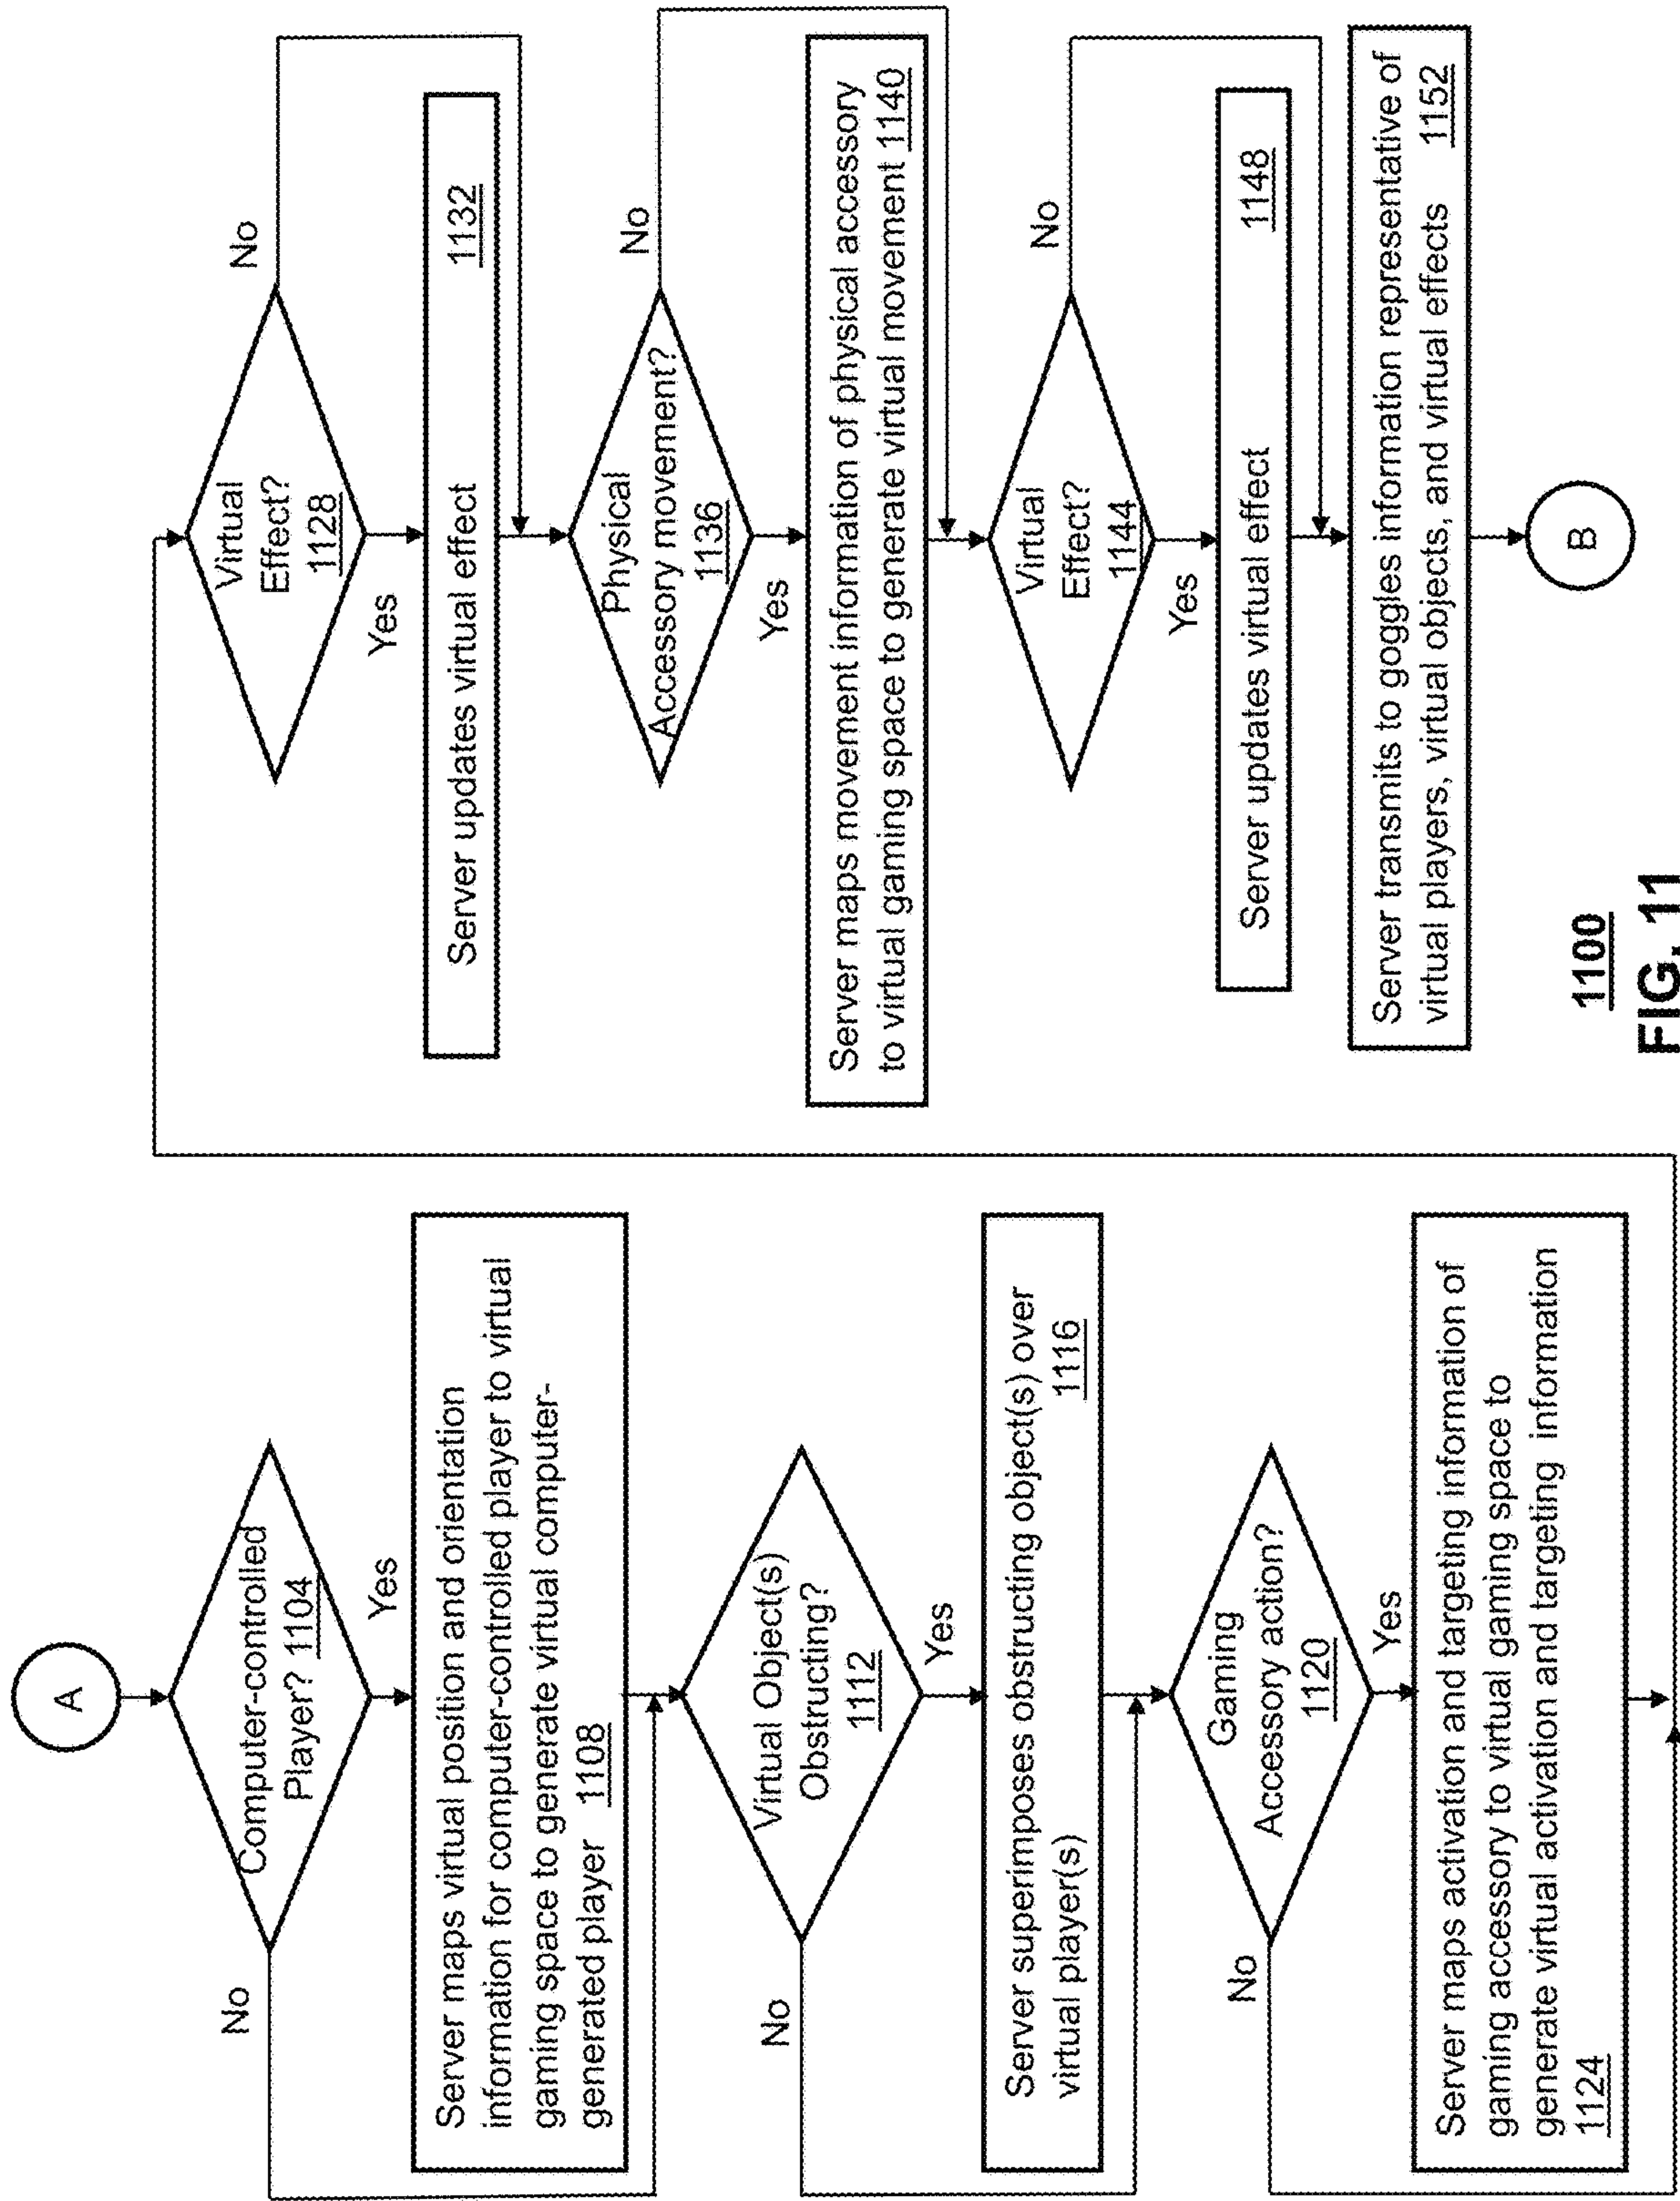 A
Computer-controlled
Player? 1104
No
Yes
Server maps virtual position and orientation
information for computer-controlled player to virtual
gaming space to generate virtual computer-
generated player 1108
Virtual Object(s)
Obstructing?
1112
No
Yes
Server superimposes obstructing object(s) over
virtual player(s) 1116
Gaming
Accessory action?
1120
No
Yes
Server maps activation and targeting information of
gaming accessory to virtual gaming space to
generate virtual activation and targeting information
1124
Virtual
Effect?
1128
No
Yes
Server updates virtual effect 1132
Physical
Accessory movement?
1136
No
Yes
Server maps movement information of physical accessory
to virtual gaming space to generate virtual movement 1140
Virtual
Effect?
1144
No
Yes
Server updates virtual effect 1148
Server transmits to goggles information representative of
virtual players, virtual objects, and virtual effects 1152
B
1100
FIG. 11